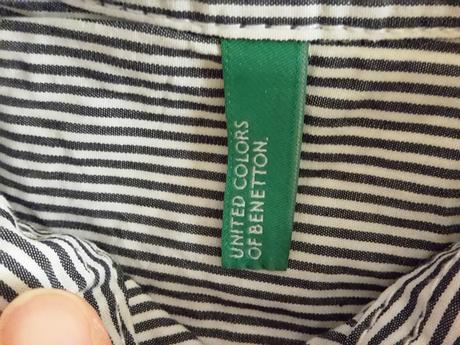 UNITED COLORS
OF BENETTON.